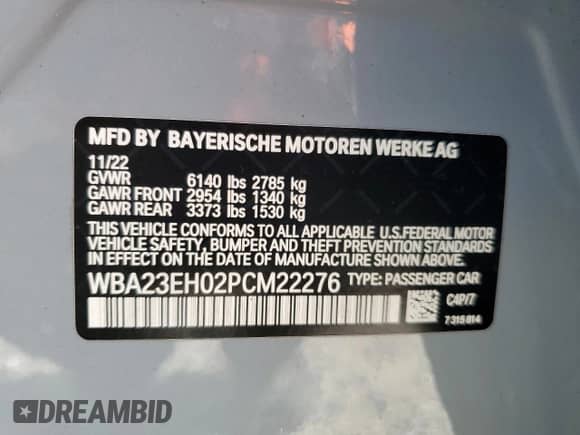 MFD BY BAYERISCHE MOTOREN WERKE AG
11/22
GVWR 6140 lbs 2785 kg
GAWR FRONT 2954 lbs 1340 kg
GAWR REAR 3373 lbs 1530 kg
THIS VEHICLE CONFORMS TO ALL APPLICABLE U.S.FEDERAL MOTOR
VEHICLE SAFETY, BUMPER AND THEFT PREVENTION STANDARDS
IN EFFECT ON THE DATE OF MANUFACTURE SHOWN ABOVE.
WBA23EH02PCM22276 TYPE: PASSENGER CAR
C4P/7
7315814
DREAMBID